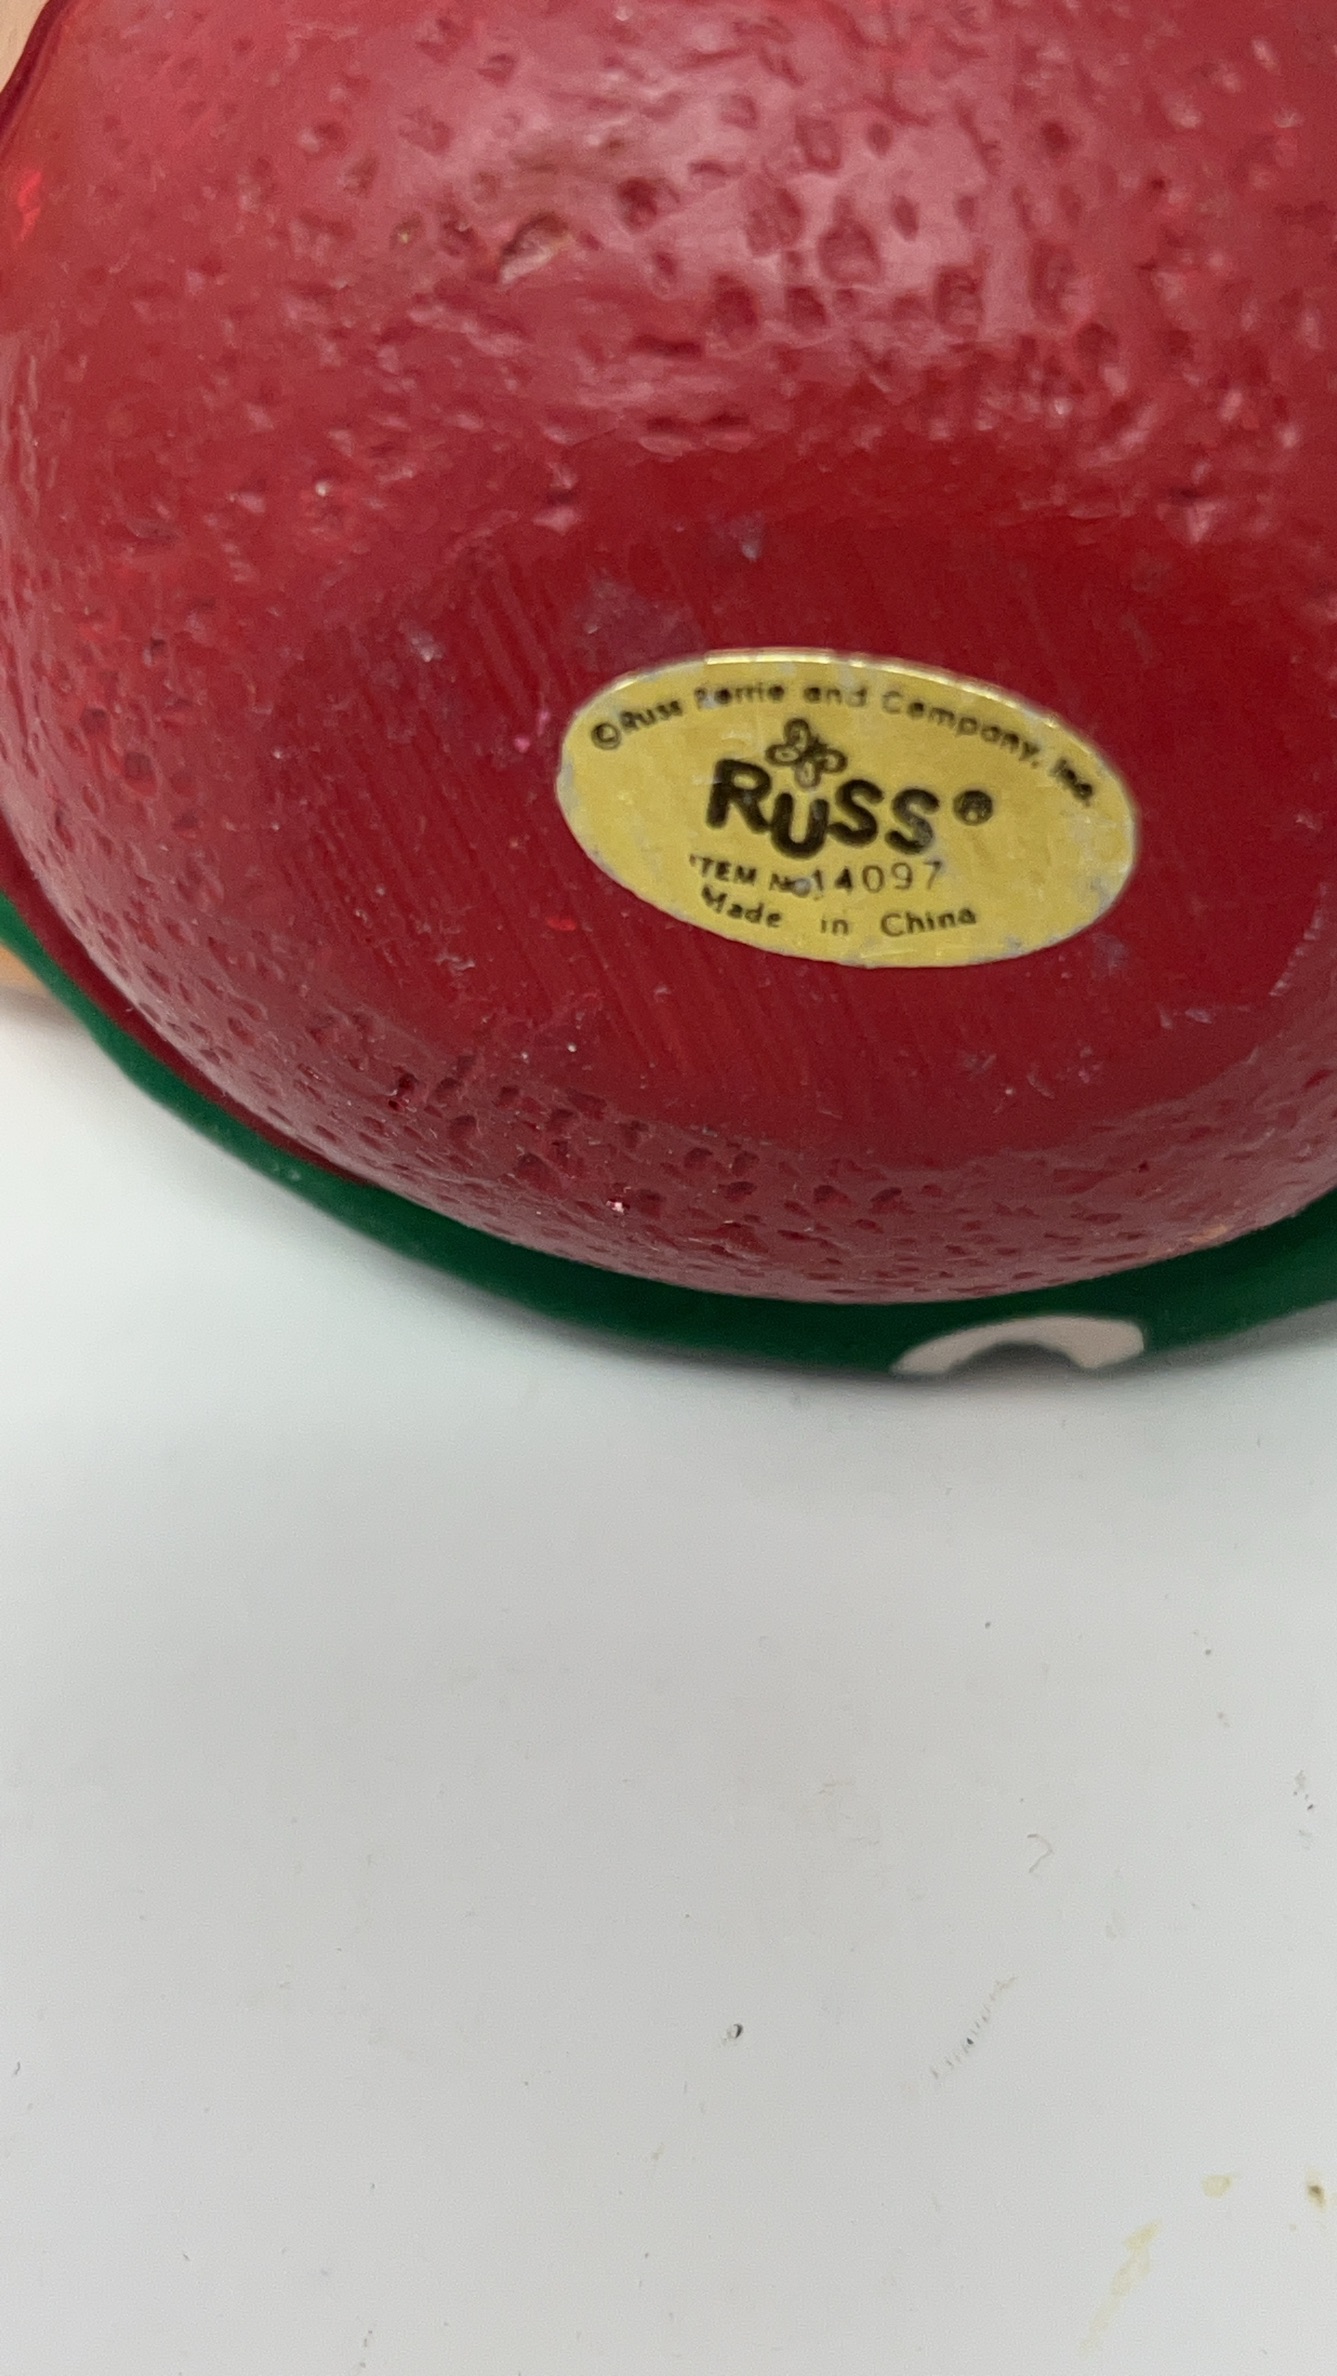 ©Russ Berrie and Company, Inc.
RUSS®
ITEM No. 14097
Made in China